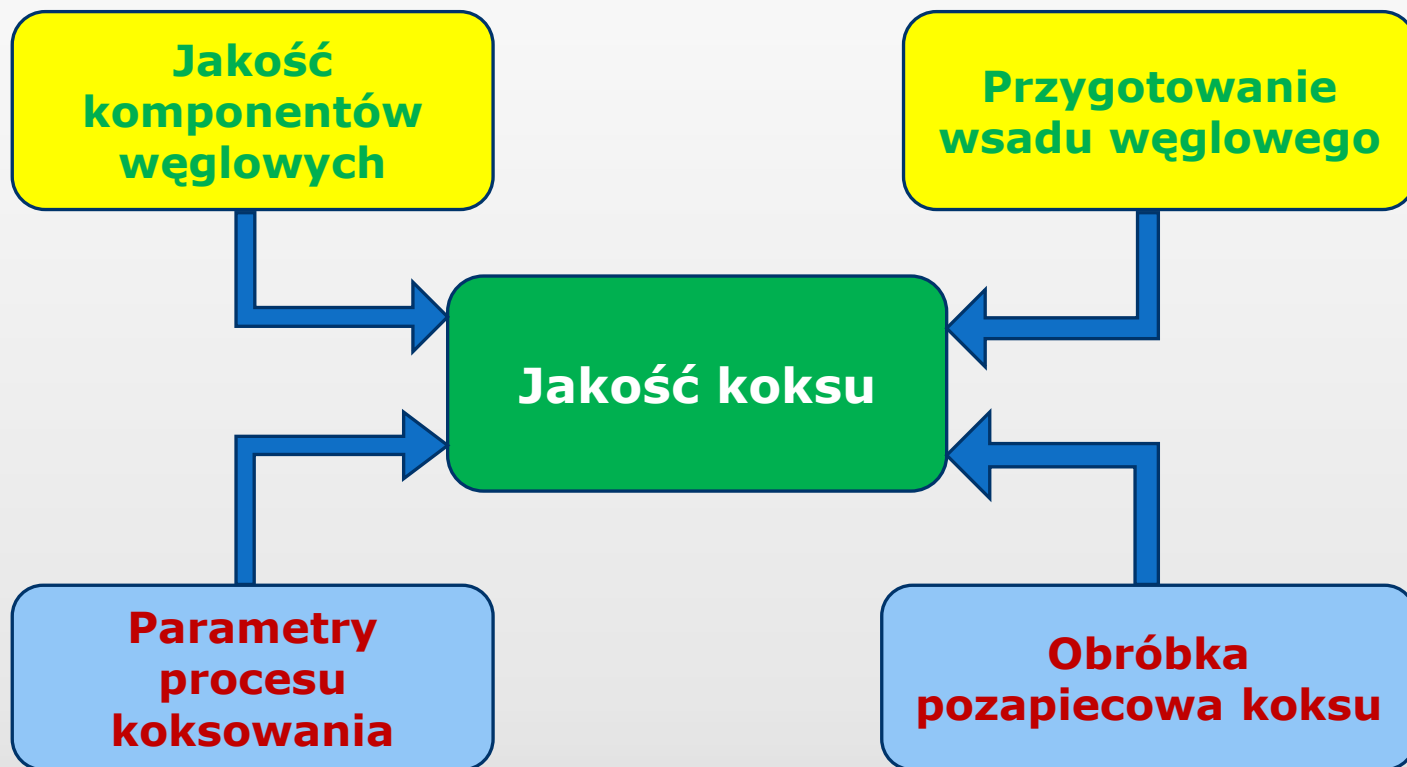 Jakość
komponentów
węglowych
Przygotowanie
wsadu węglowego
Jakość koksu
Parametry
procesu
koksowania
Obróbka
pozapiecowa koksu